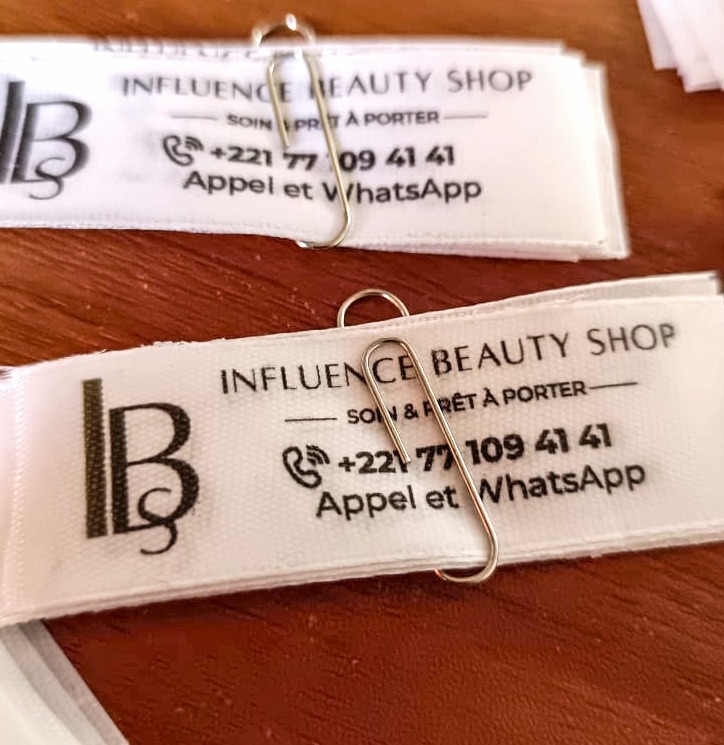 INFLUENCE BEAUTY SHOP
SOIN & PRÊT À PORTER
+221 77 109 41 41
Appel et WhatsApp
IBS
INFLUENCE BEAUTY SHOP
SOIN & PRÊT À PORTER
+221 77 109 41 41
Appel et WhatsApp
IBS